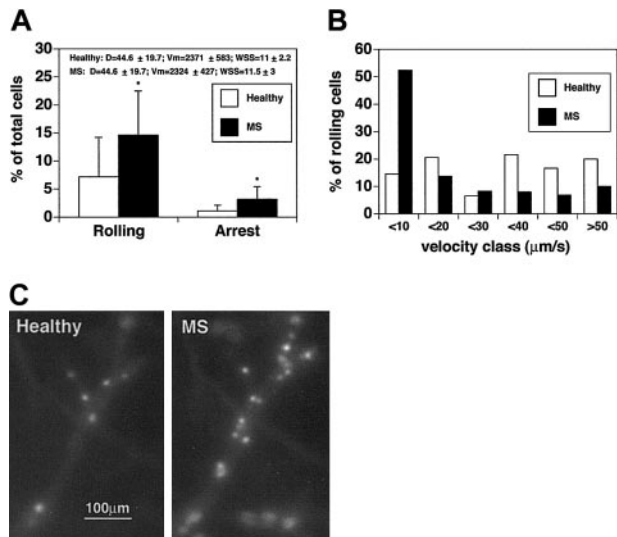 A
Healthy: D=44.6 ± 19.7; Vm=2371 ± 583; WSS=11 ± 2.2
MS: D=44.6 ± 19.7; Vm=2324 ± 427; WSS=11.5 ± 3
% of total cells
30
25
20
15
10
5
0
*
*
Healthy
MS
Rolling
Arrest
B
% of rolling cells
60
50
40
30
20
10
0
Healthy
MS
<10
<20
<30
<40
<50
>50
velocity class (μm/s)
C
Healthy
100μm
MS